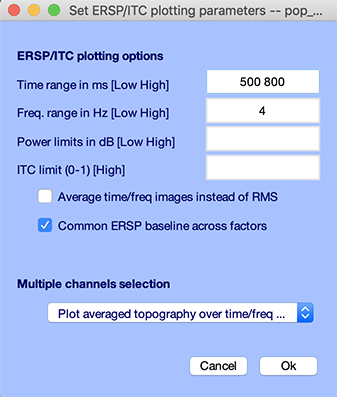 Set ERSP/ITC plotting parameters -- pop_...
ERSP/ITC plotting options
Time range in ms [Low High] 500 800
Freq. range in Hz [Low High] 4
Power limits in dB [Low High]
ITC limit (0-1) [High]
Average time/freq images instead of RMS
Common ERSP baseline across factors
Multiple channels selection
Plot averaged topography over time/freq ...
Cancel Ok